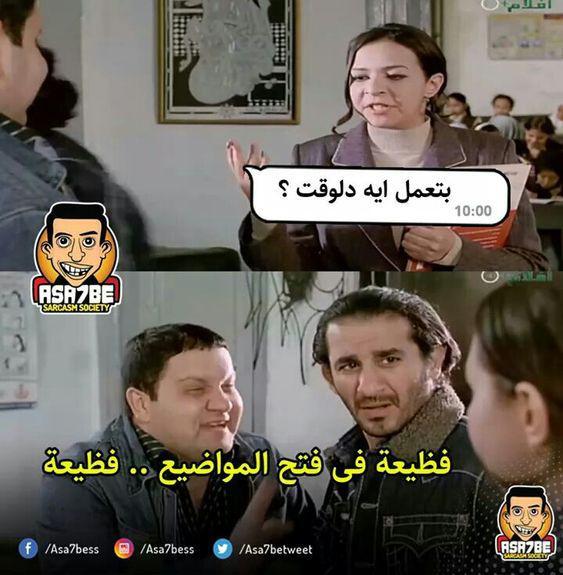 أفلام
بتعمل ايه دلوقت ؟
10:00
ASA7BE
SARCASM SOCIETY
فظيعة فى فتح المواضيع .. فظيعة
/Asa7bess
/Asa7bess
/Asa7betweet
ASA7BE
SARCASM SOCIETY